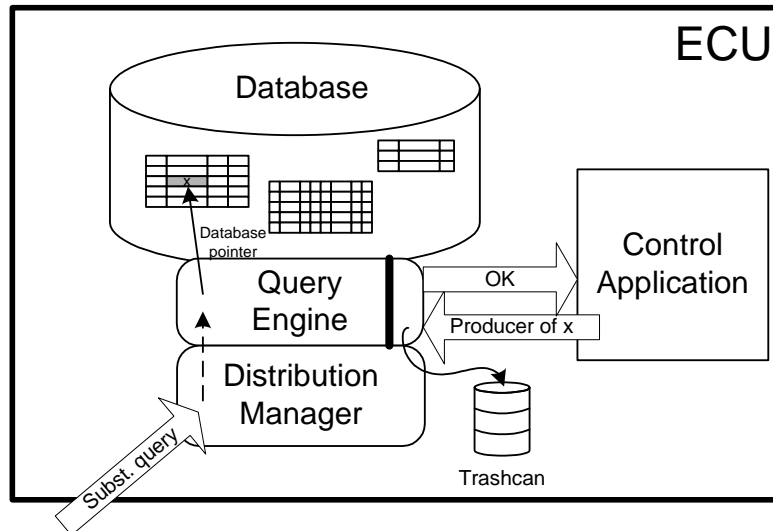 ECU
Database
x
Database
pointer
Control
Application
OK
Query
Engine
Producer of x
Distribution
Manager
Subst. query
Trashcan